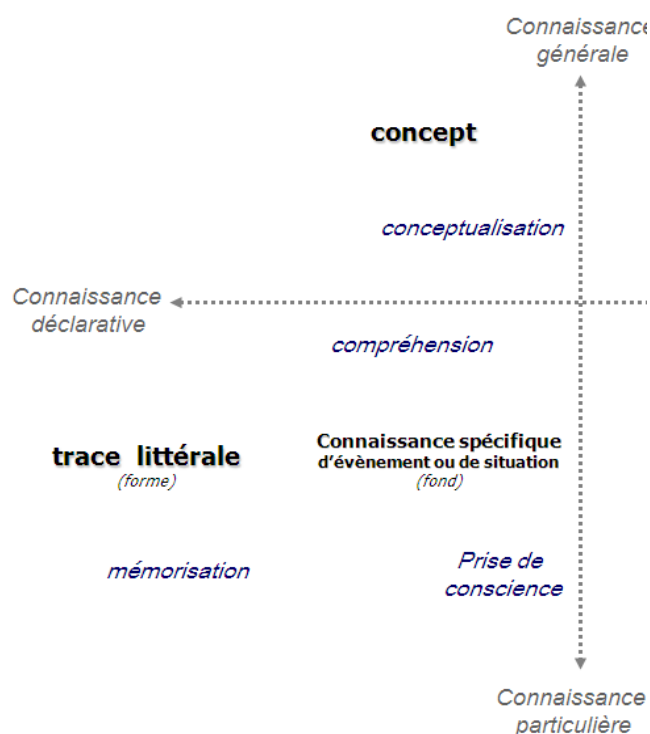 Connaissance
générale
concept
conceptualisation
Connaissance
déclarative
compréhension
trace littérale
(forme)
Connaissance spécifique
d'évènement ou de situation
(fond)
mémorisation
Prise de
conscience
Connaissance
particulière